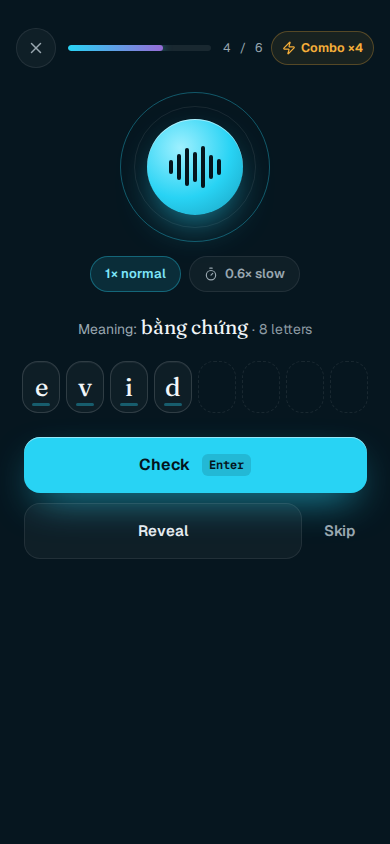 4 / 6 Combo ×4
1× normal 0.6× slow
Meaning: bằng chứng · 8 letters
e v i d
Check Enter
Reveal Skip